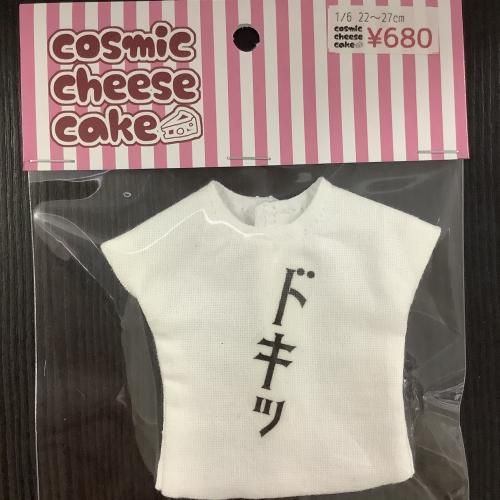 cosmic
cheese
cake
1/6 22～27cm
cosmic
cheese
cake
¥680
ドキッ